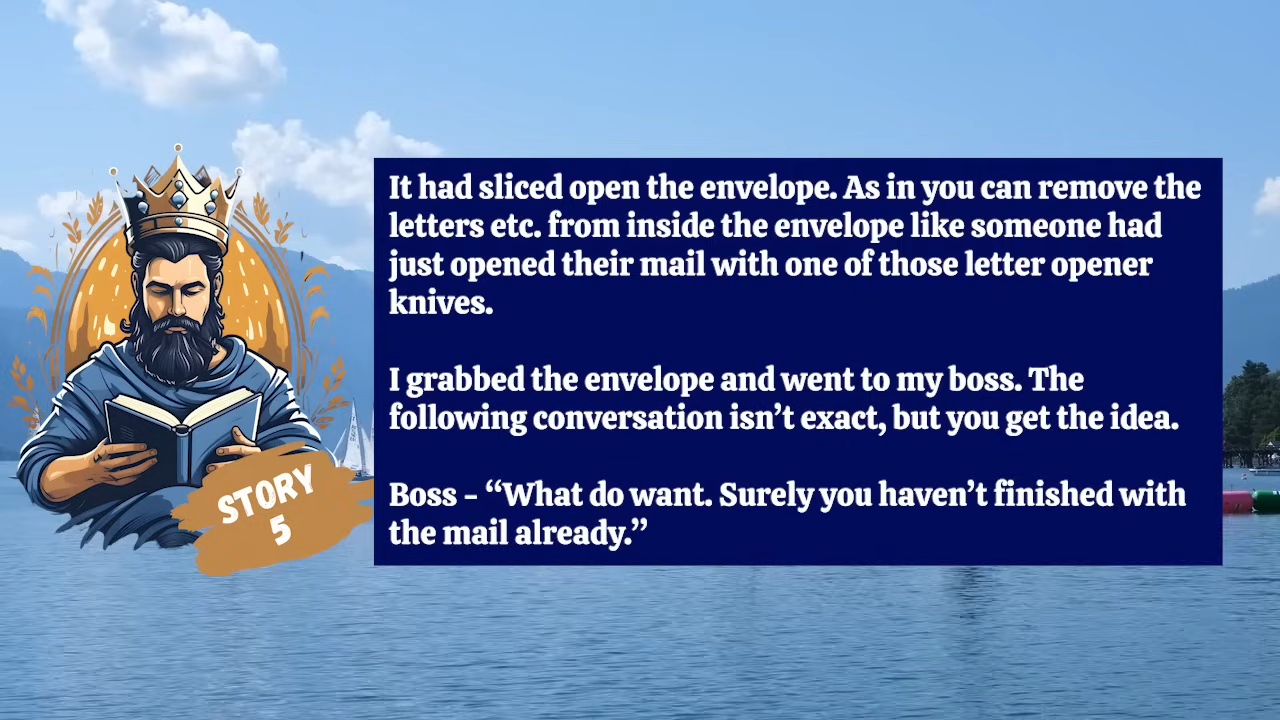 It had sliced open the envelope. As in you can remove the
letters etc. from inside the envelope like someone had
just opened their mail with one of those letter opener
knives.
I grabbed the envelope and went to my boss. The
following conversation isn’t exact, but you get the idea.
Boss - “What do want. Surely you haven’t finished with
the mail already.”
STORY
5